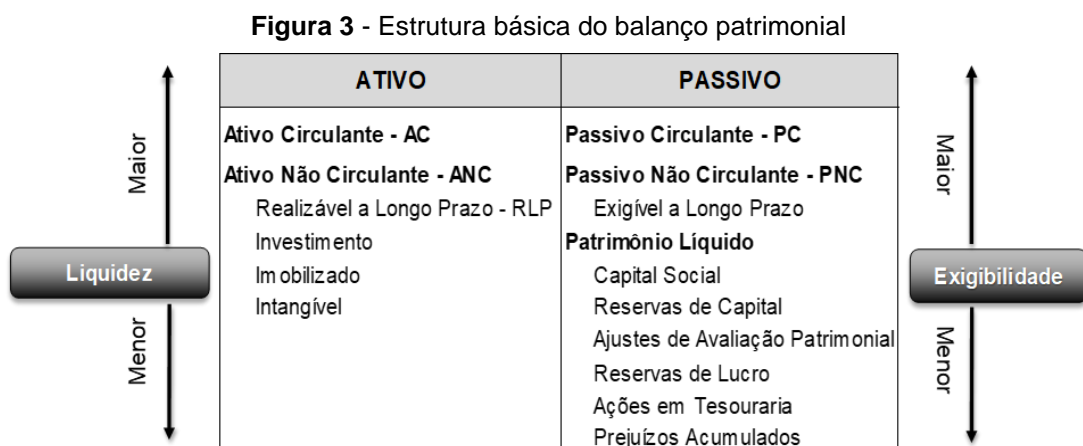 Figura 3 - Estrutura básica do balanço patrimonial
ATIVO
PASSIVO
Ativo Circulante - AC
Ativo Não Circulante - ANC
Realizável a Longo Prazo - RLP
Investimento
Imobilizado
Intangível
Passivo Circulante - PC
Passivo Não Circulante - PNC
Exigível a Longo Prazo
Patrimônio Líquido
Capital Social
Reservas de Capital
Ajustes de Avaliação Patrimonial
Reservas de Lucro
Ações em Tesouraria
Prejuízos Acumulados
Maior
Liquidez
Menor
Maior
Exigibilidade
Menor